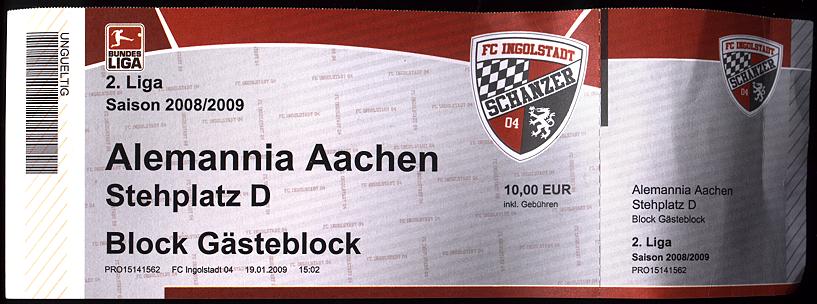 UNGUELTIG
BUNDES
LIGA
2. Liga
Saison 2008/2009
Alemannia Aachen
Stehplatz D
Block Gästeblock
PRO15141562 FC Ingolstadt 04 19.01.2009 15:02
FC INGOLSTADT
SCHANZER
04
10,00 EUR
inkl. Gebühren
FC INGOLSTADT
SCHANZER
04
Alemannia Aachen
Stehplatz D
Block Gästeblock
2. Liga
Saison 2008/2009
PRO15141562